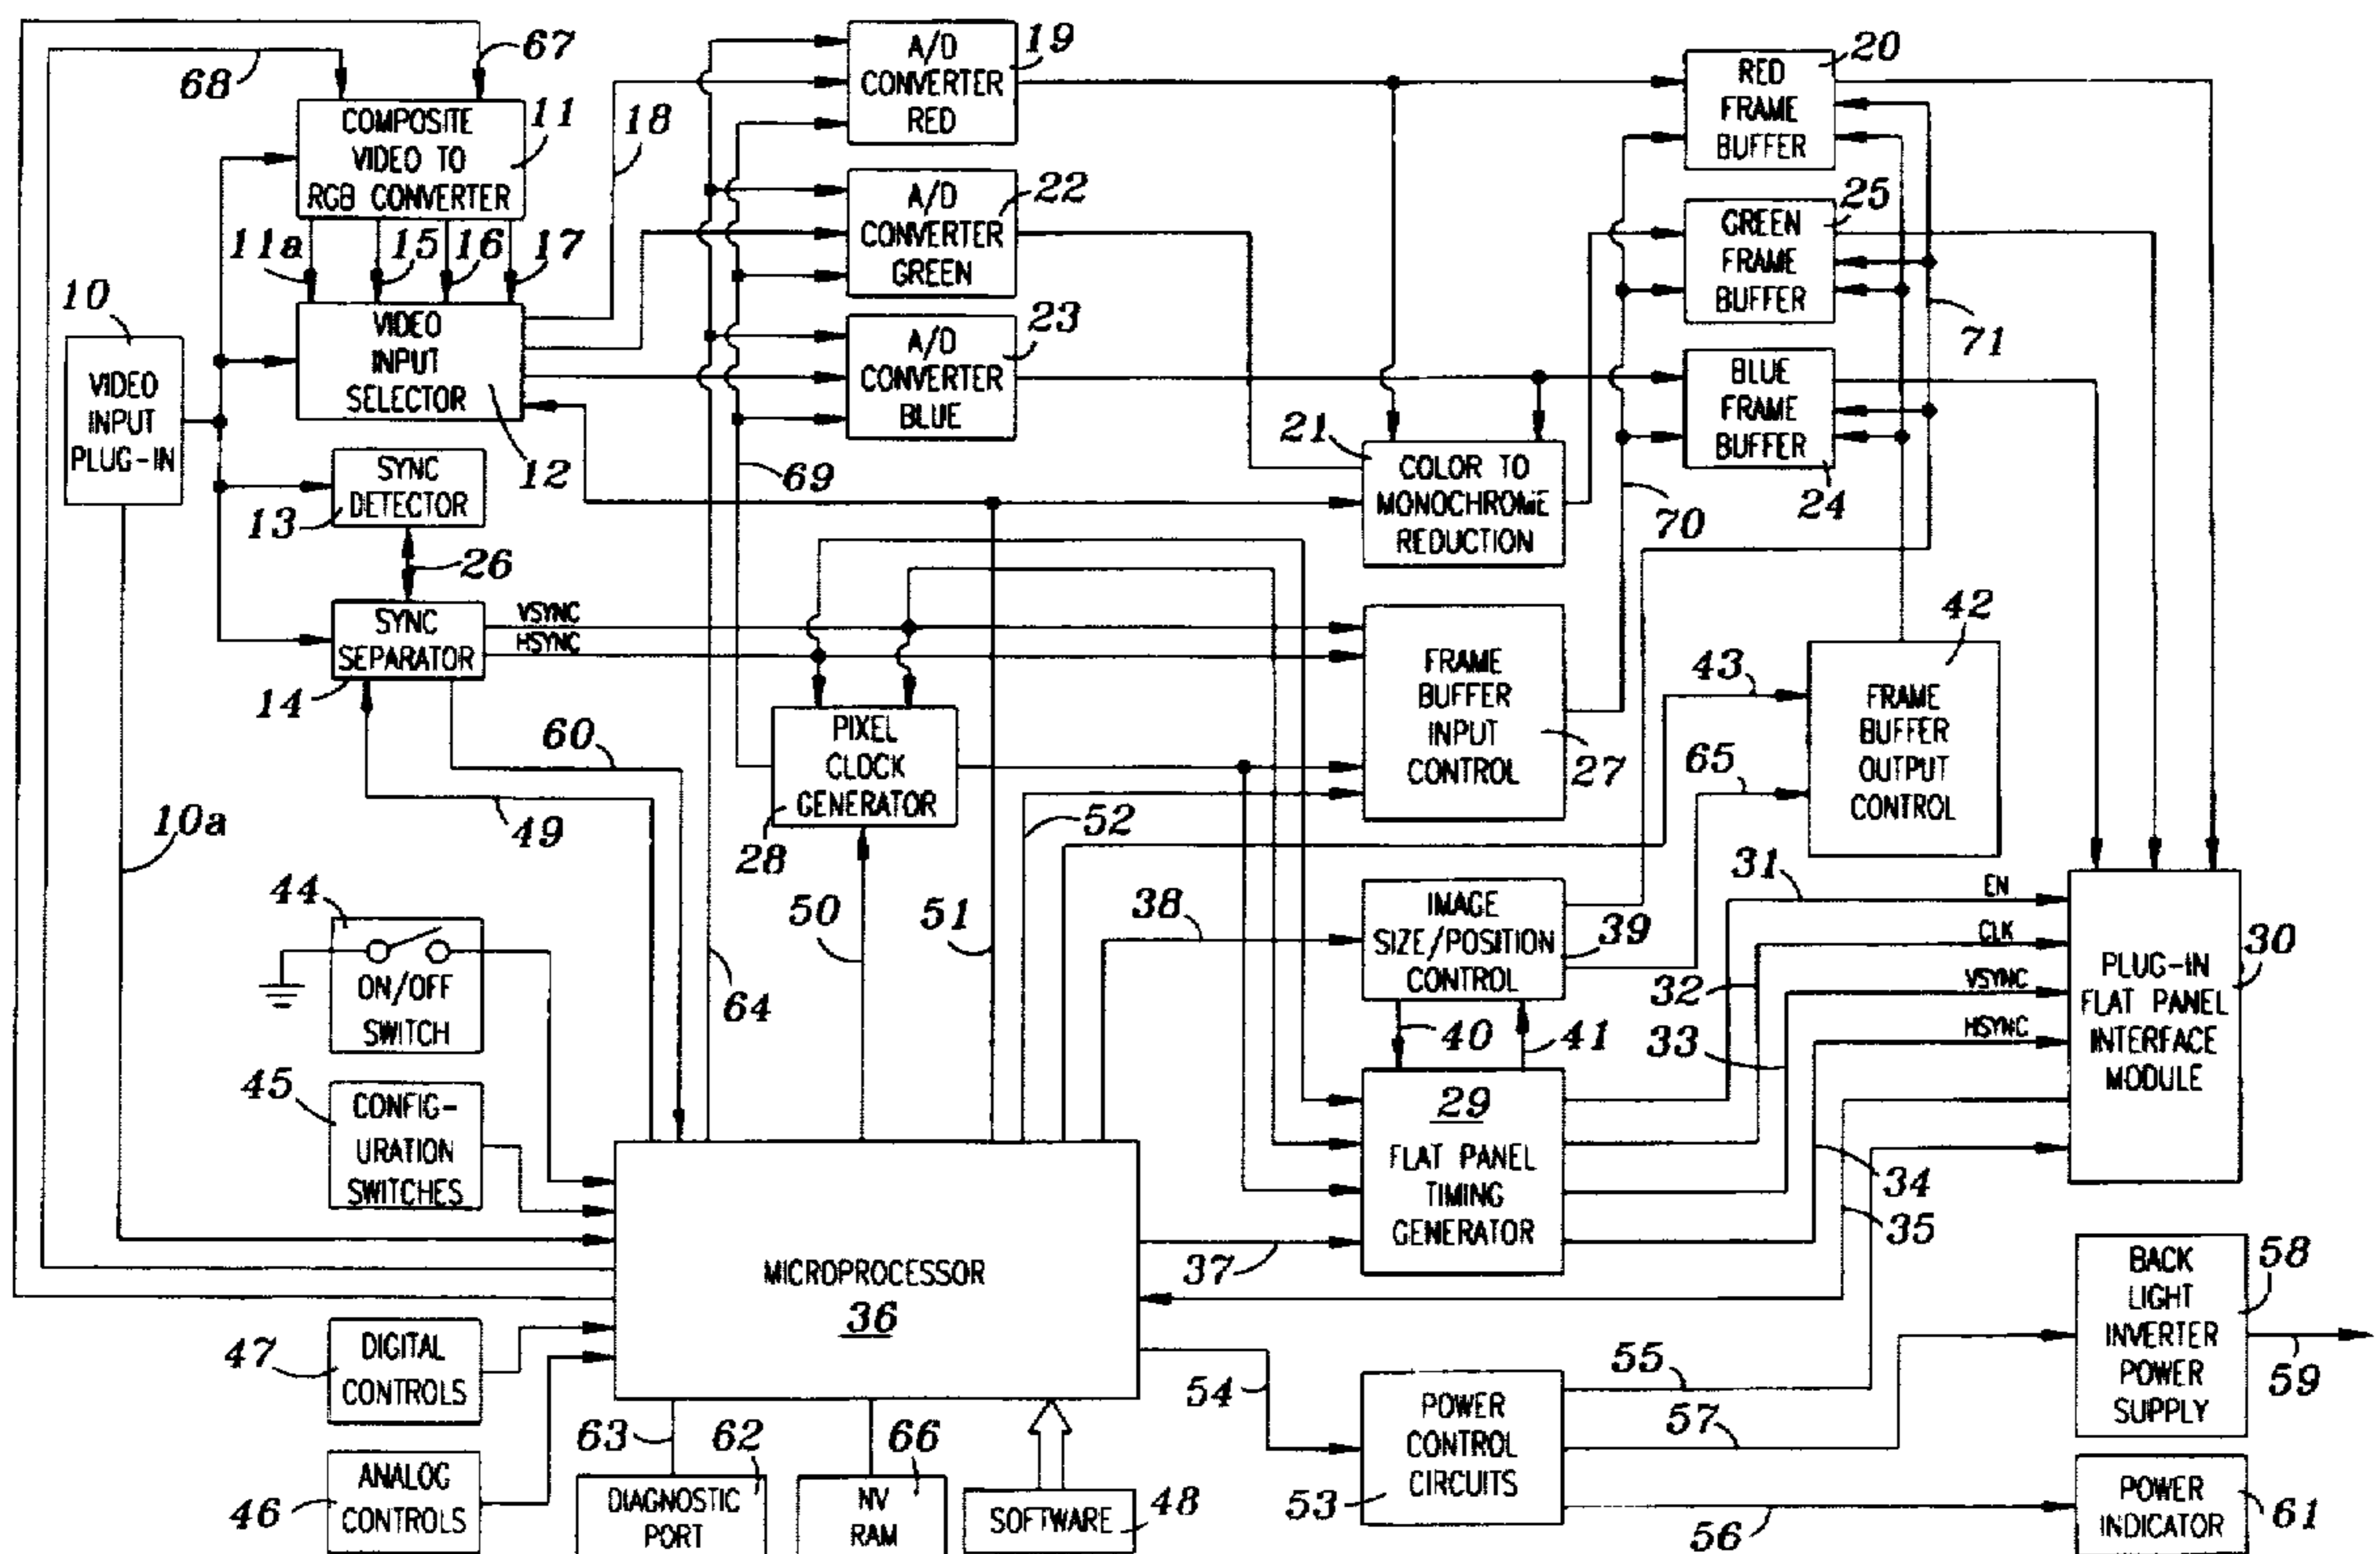 67
68
COMPOSITE
VIDEO TO
RGB CONVERTER
11
11a
15
16
17
18
10
VIDEO
INPUT
PLUG-IN
VIDEO
INPUT
SELECTOR
12
SYNC
DETECTOR
13
26
SYNC
SEPARATOR
14
VSYNC
HSYNC
60
49
10a
A/D
CONVERTER
RED
19
A/D
CONVERTER
GREEN
22
A/D
CONVERTER
BLUE
23
69
RED
FRAME
BUFFER
20
GREEN
FRAME
BUFFER
25
BLUE
FRAME
BUFFER
24
71
70
21
COLOR TO
MONOCHROME
REDUCTION
PIXEL
CLOCK
GENERATOR
28
FRAME
BUFFER
INPUT
CONTROL
27
52
43
65
42
FRAME
BUFFER
OUTPUT
CONTROL
44
ON/OFF
SWITCH
45
CONFIG-
URATION
SWITCHES
64
50
51
38
IMAGE
SIZE/POSITION
CONTROL
39
40
41
29
FLAT PANEL
TIMING
GENERATOR
31
EN
32
CLK
33
VSYNC
HSYNC
34
35
PLUG-IN
FLAT PANEL
INTERFACE
MODULE
30
MICROPROCESSOR
36
37
47
DIGITAL
CONTROLS
46
ANALOG
CONTROLS
63
62
DIAGNOSTIC
PORT
66
NV
RAM
SOFTWARE
48
54
53
POWER
CONTROL
CIRCUITS
55
57
56
BACK
LIGHT
INVERTER
POWER
SUPPLY
58
59
POWER
INDICATOR
61